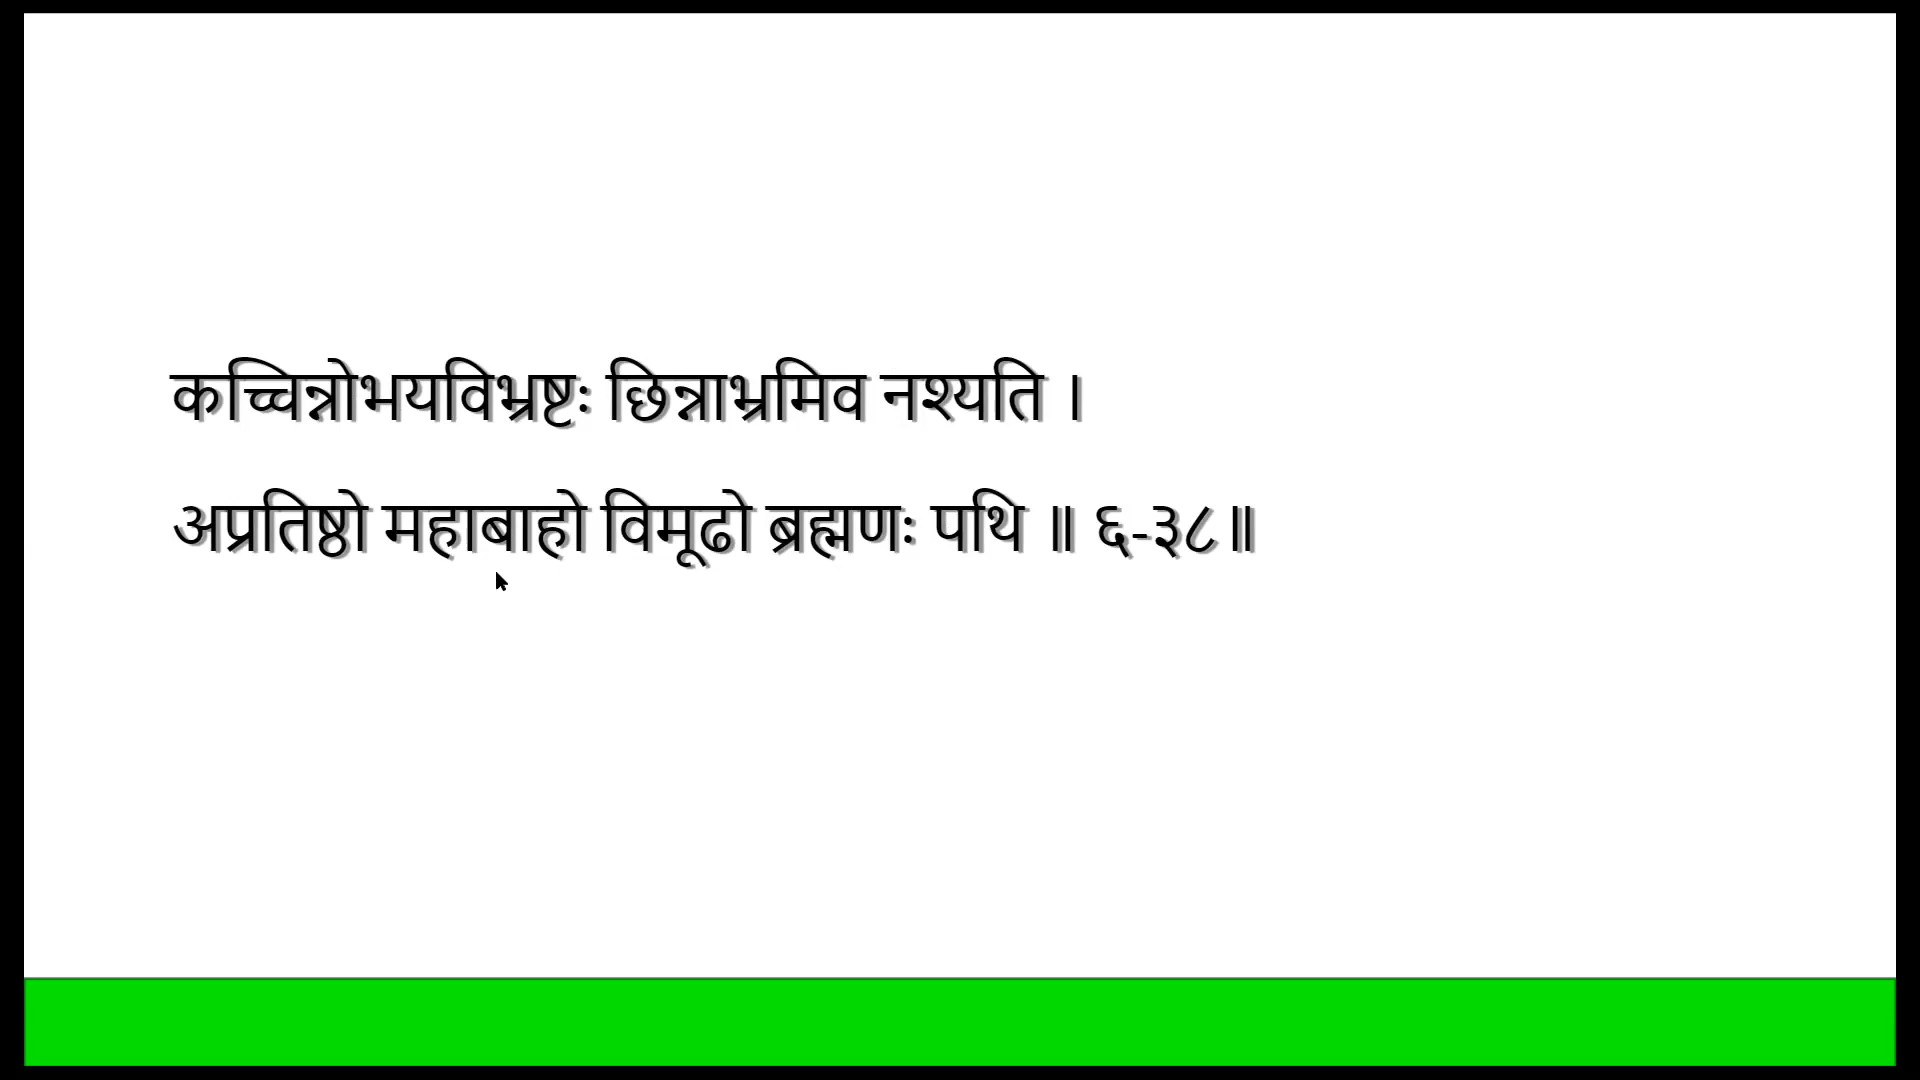 कच्चिन्नोभयविभ्रष्टः छिन्नाभ्रमिव नश्यति ।
अप्रतिष्ठो महाबाहो विमूढो ब्रह्मणः पथि ॥ ६-३८॥